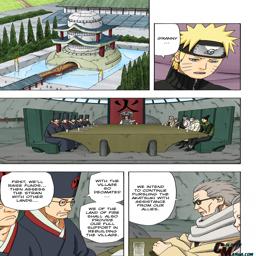 GRANNY
...
WE INTEND
TO CONTINUE
PURSUING THE
AKATSUKI WITH
ASSISTANCE
FROM OUR
ALLIES.
WITH THE
VILLAGE
SO
DECIMATED...
WE OF THE
LAND OF FIRE
SHALL PROVIDE
OUR FULL
SUPPORT IN
REBUILDING
THE VILLAGE.
FIRST, WE'LL
RAISE FUNDS,
THEN ASSESS
THE STRAIN
WITH OTHER
LANDS...
火